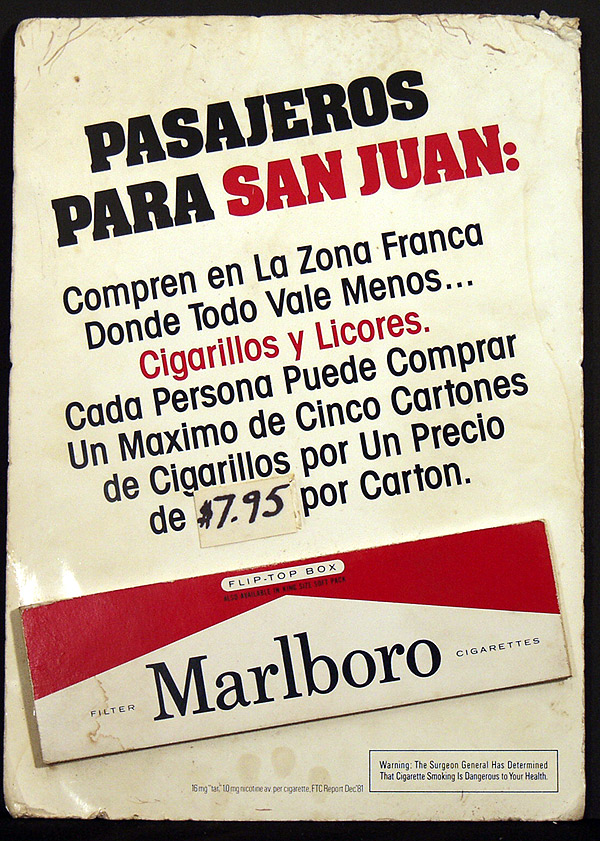 PASAJEROS
PARA SAN JUAN:
Compren en La Zona Franca
Donde Todo Vale Menos...
Cigarillos y Licores.
Cada Persona Puede Comprar
Un Maximo de Cinco Cartones
de Cigarillos por Un Precio
de $7.95 por Carton.
FLIP-TOP BOX
ALSO AVAILABLE IN KING SIZE SOFT PACK
FILTER Marlboro CIGARETTES
Warning: The Surgeon General Has Determined
That Cigarette Smoking Is Dangerous to Your Health.
16 mg "tar," 1.0 mg nicotine av. per cigarette, FTC Report Dec.'81